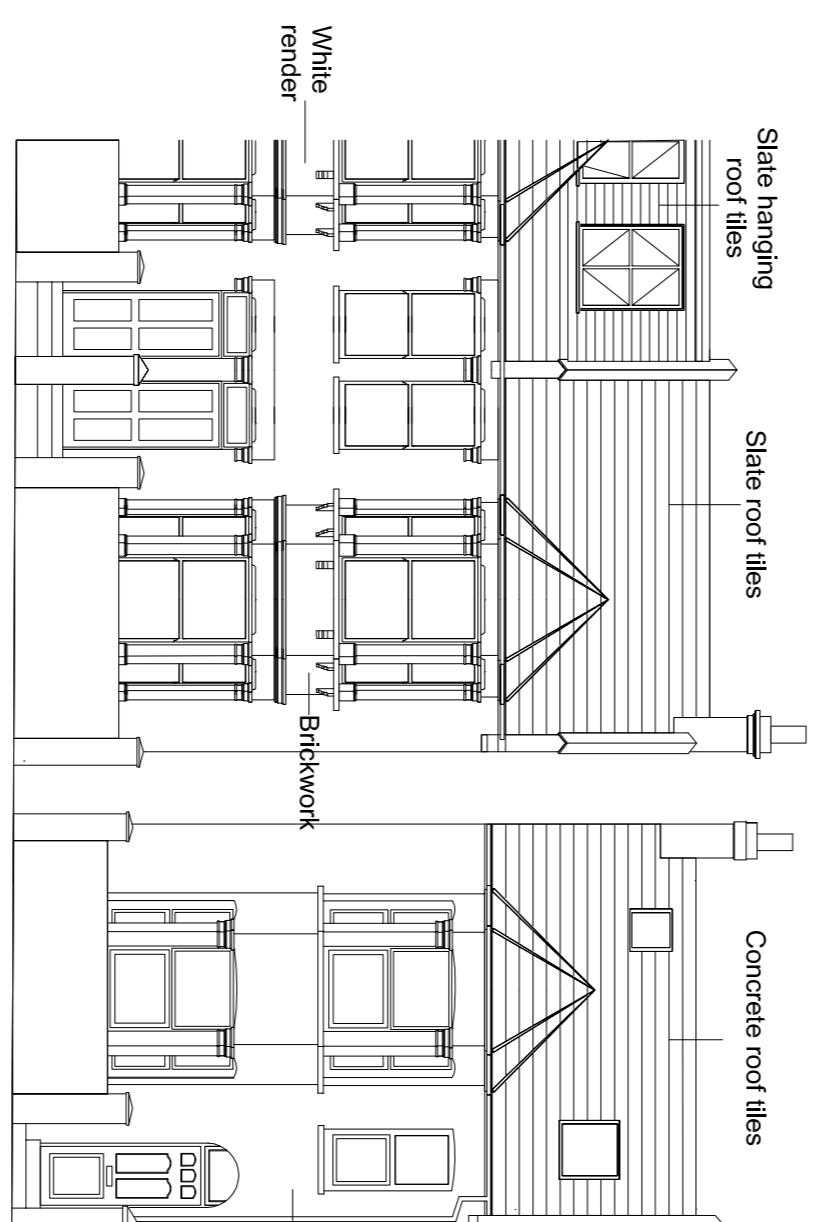 Slate hanging
roof tiles
Slate roof tiles
Concrete roof tiles
White
render
Brickwork